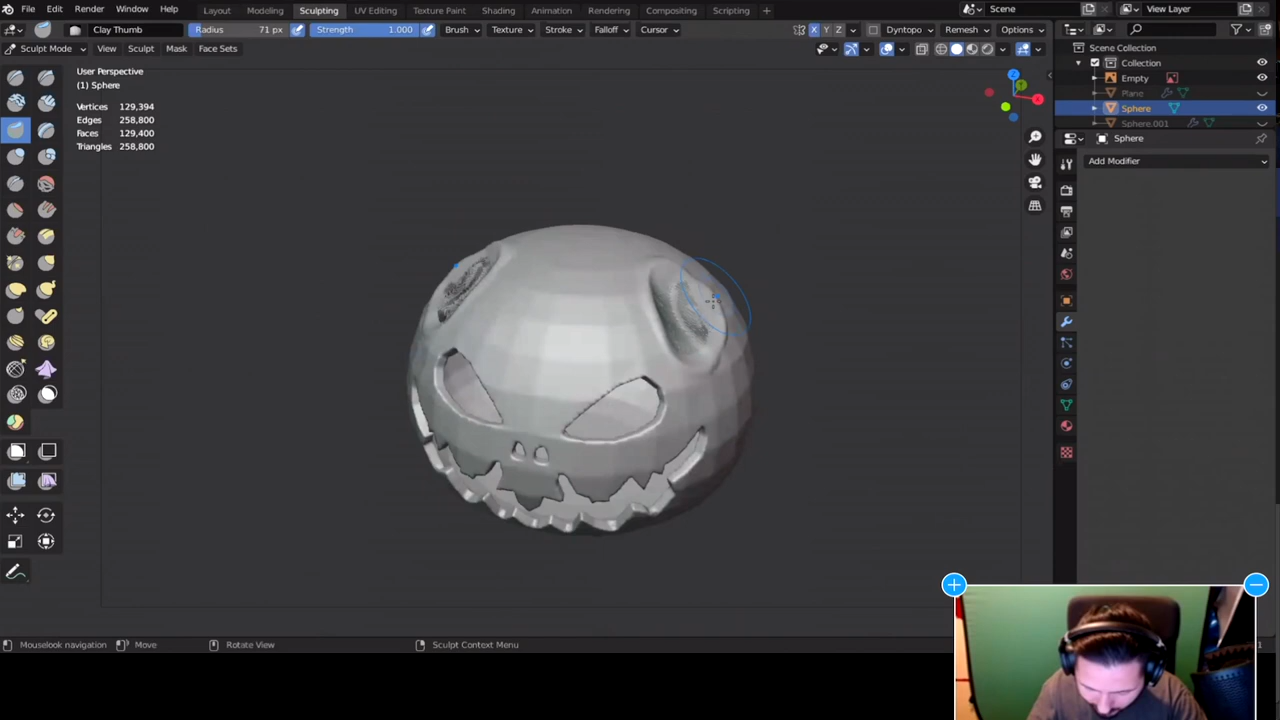 File Edit Render Window Help Layout Modeling Sculpting UV Editing Texture Paint Shading Animation Rendering Compositing Scripting + Scene View Layer
Clay Thumb Radius 71 px Strength 1.000 Brush Texture Stroke Falloff Cursor X Y Z Dyntopo Remesh Options
Sculpt Mode View Sculpt Mask Face Sets
Scene Collection
Collection
Empty
Plane
Sphere
Sphere.001
Sphere
Add Modifier
User Perspective
(1) Sphere
Vertices 129,394
Edges 258,800
Faces 129,400
Triangles 258,800
Z
X
Mouselook navigation Move Rotate View Sculpt Context Menu